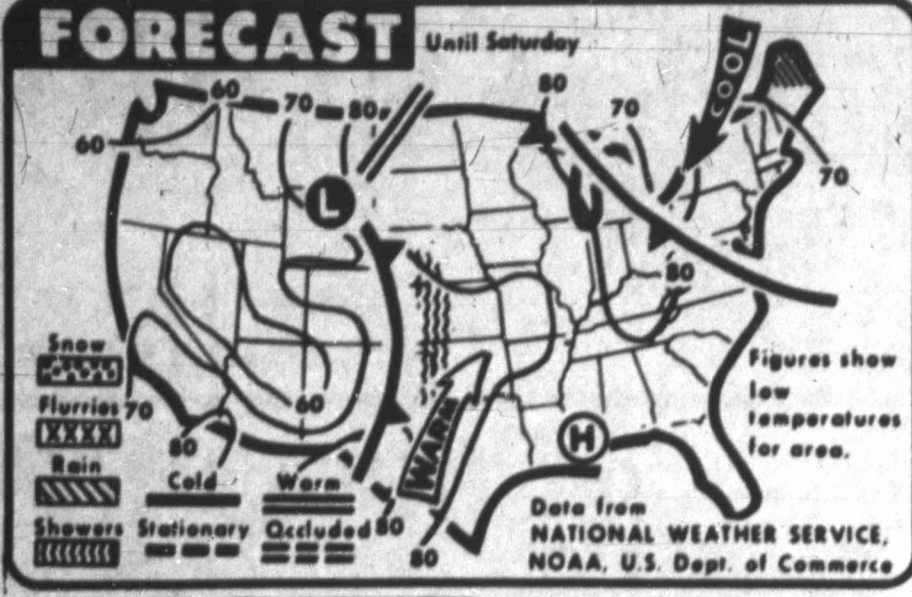 FORECAST
Until Saturday
COOL
60
70
80
80
70
60
70
L
80
Snow
Flurries
70
Rain
80
60
WARM
H
Figures show
low
temperatures
for area.
Cold
Warm
Showers
Stationary
Occluded
80
80
Data from
NATIONAL WEATHER SERVICE,
NOAA, U.S. Dept. of Commerce